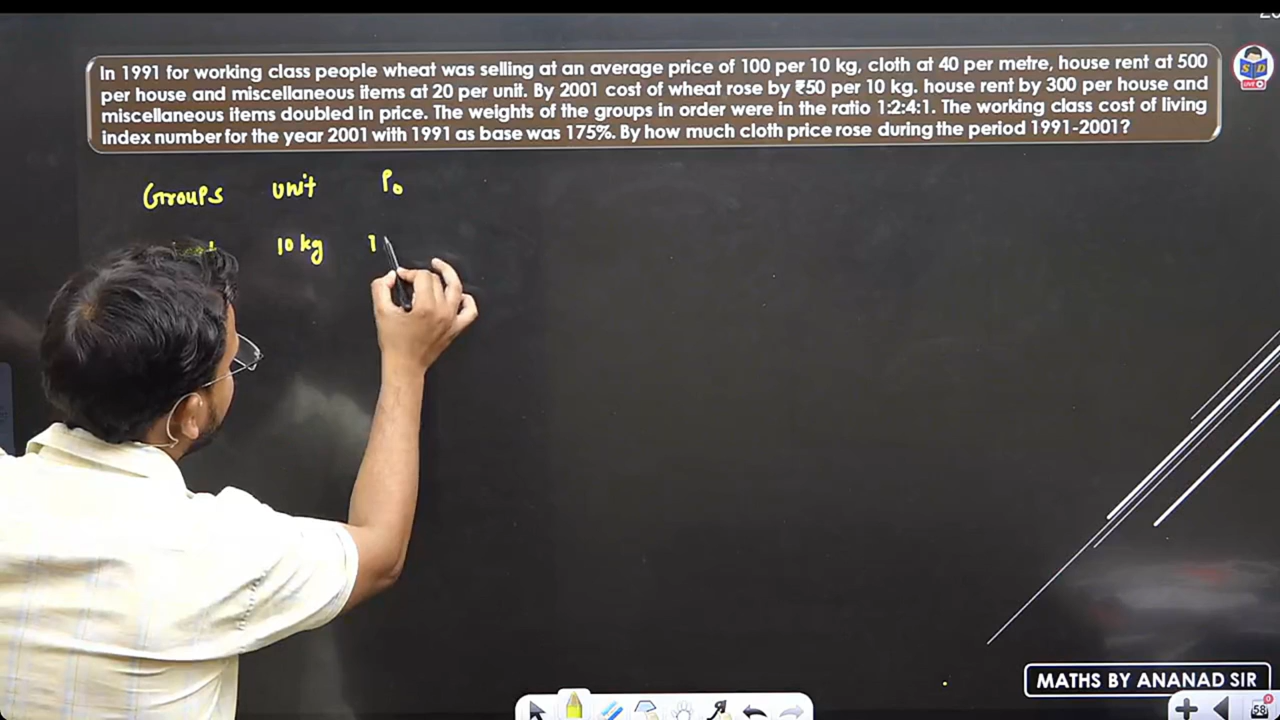 In 1991 for working class people wheat was selling at an average price of 100 per 10 kg, cloth at 40 per metre, house rent at 500
per house and miscellaneous items at 20 per unit. By 2001 cost of wheat rose by ₹50 per 10 kg. house rent by 300 per house and
miscellaneous items doubled in price. The weights of the groups in order were in the ratio 1:2:4:1. The working class cost of living
index number for the year 2001 with 1991 as base was 175%. By how much cloth price rose during the period 1991-2001?
SD
LIVE
Groups unit P₀
10 kg 1
MATHS BY ANANAD SIR
58